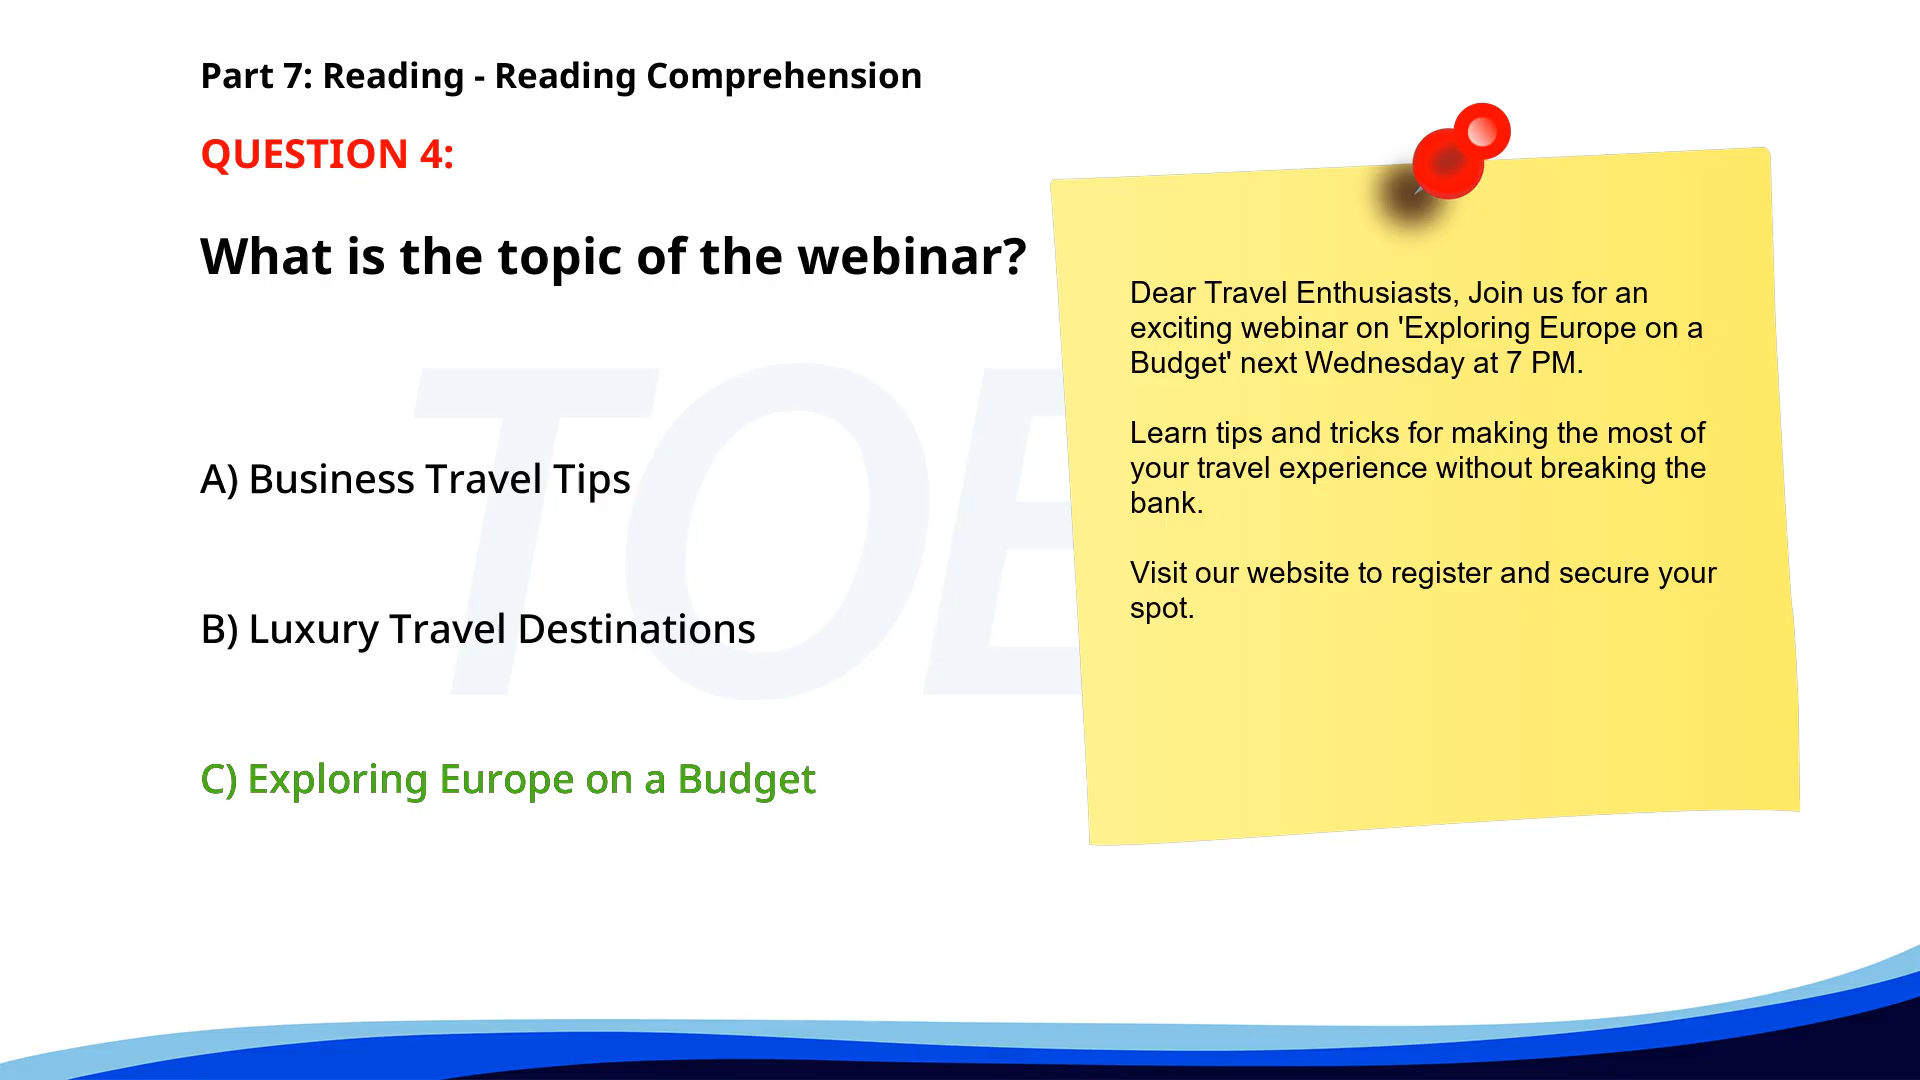 Part 7: Reading - Reading Comprehension
QUESTION 4:
What is the topic of the webinar?
A) Business Travel Tips
B) Luxury Travel Destinations
C) Exploring Europe on a Budget
Dear Travel Enthusiasts, Join us for an
exciting webinar on 'Exploring Europe on a
Budget' next Wednesday at 7 PM.
Learn tips and tricks for making the most of
your travel experience without breaking the
bank.
Visit our website to register and secure your
spot.